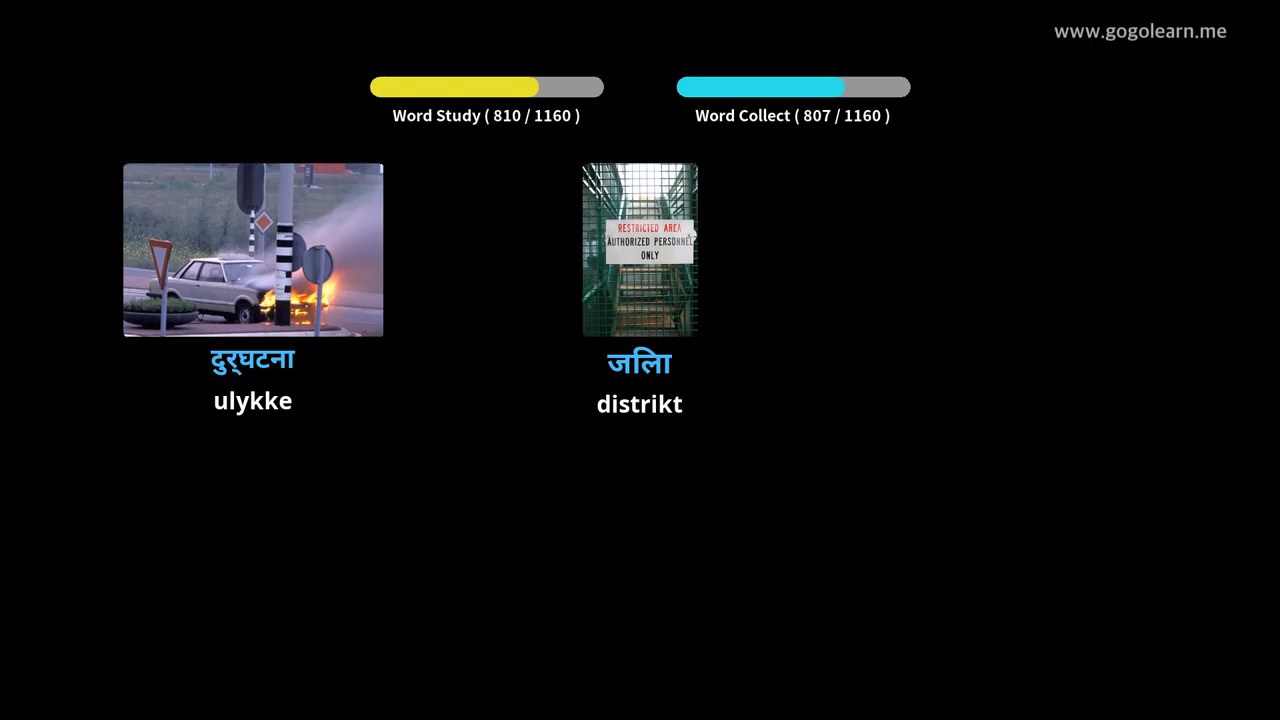 www.gogolearn.me
Word Study ( 810 / 1160 )
Word Collect ( 807 / 1160 )
RESTRICTED AREA
AUTHORIZED PERSONNEL
ONLY
दुर्घटना
जिला
ulykke
distrikt